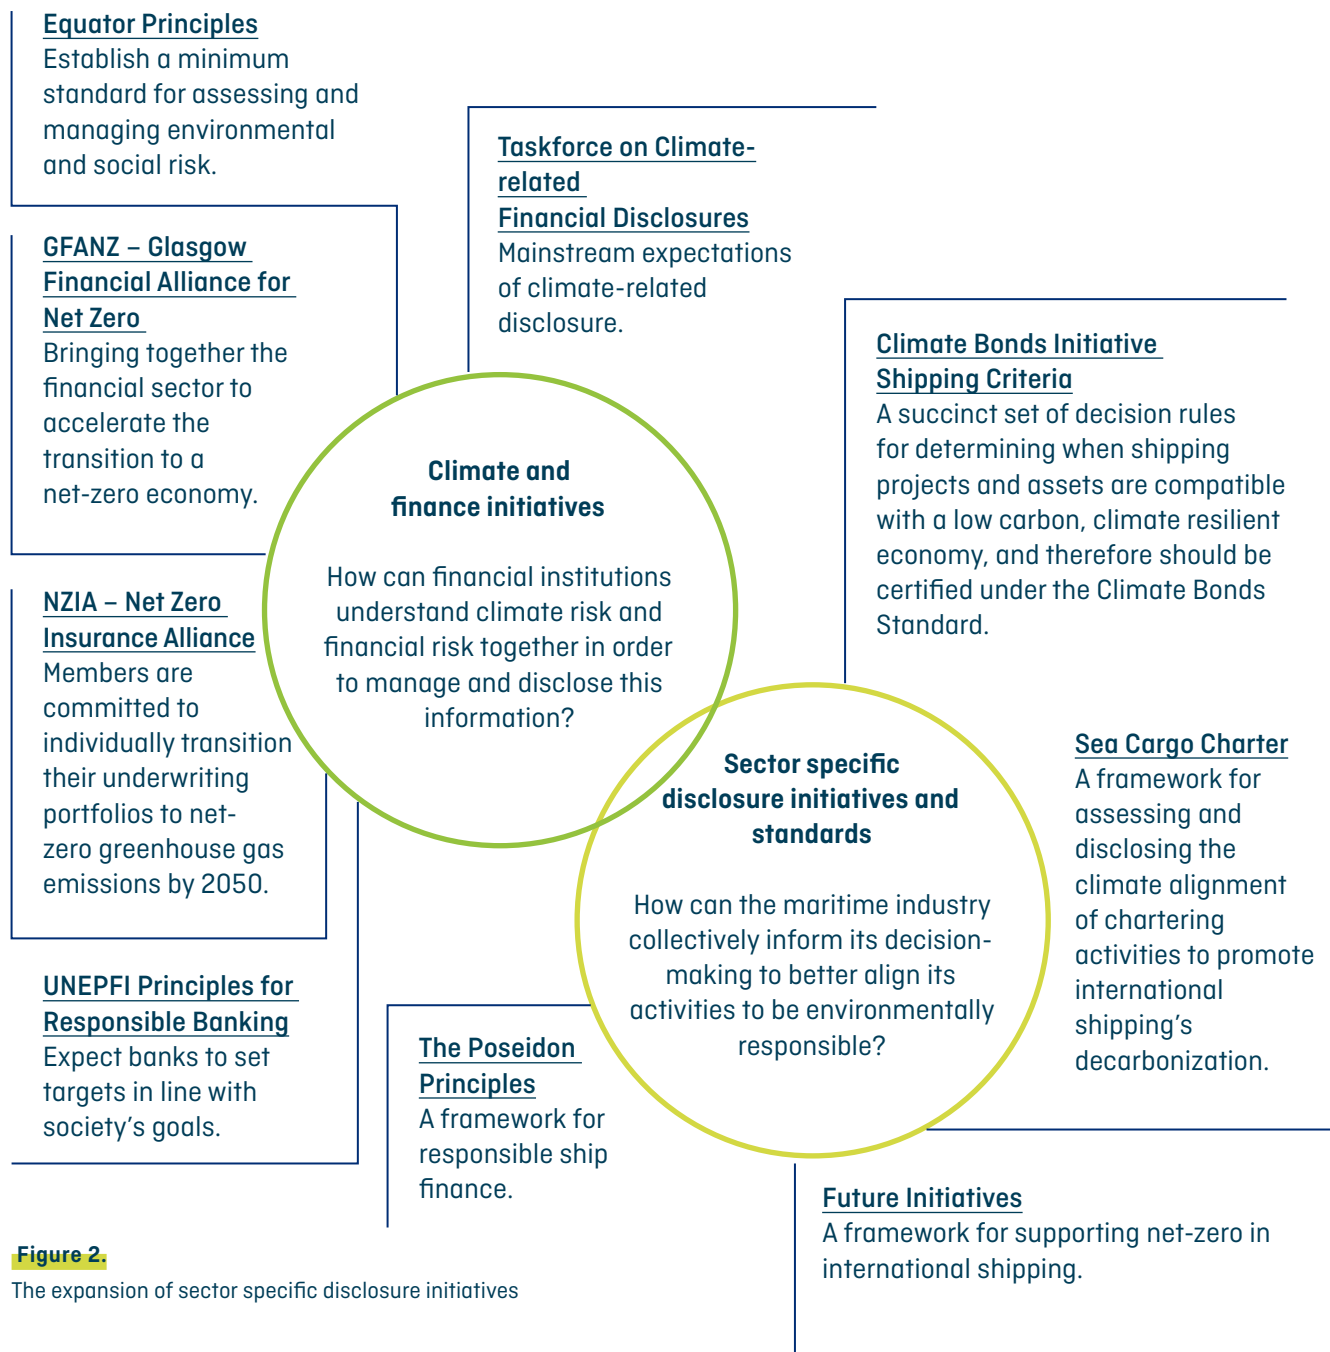 Equator Principles
Establish a minimum
standard for assessing and
managing environmental
and social risk.
GFANZ – Glasgow
Financial Alliance for
Net Zero
Bringing together the
financial sector to
accelerate the
transition to a
net-zero economy.
NZIA – Net Zero
Insurance Alliance
Members are
committed to
individually transition
their underwriting
portfolios to net-
zero greenhouse gas
emissions by 2050.
UNEPFI Principles for
Responsible Banking
Expect banks to set
targets in line with
society’s goals.
Taskforce on Climate-
related
Financial Disclosures
Mainstream expectations
of climate-related
disclosure.
Climate and
finance initiatives
How can financial institutions
understand climate risk and
financial risk together in order
to manage and disclose this
information?
Climate Bonds Initiative
Shipping Criteria
A succinct set of decision rules
for determining when shipping
projects and assets are compatible
with a low carbon, climate resilient
economy, and therefore should be
certified under the Climate Bonds
Standard.
Sector specific
disclosure initiatives and
standards
How can the maritime industry
collectively inform its decision-
making to better align its
activities to be environmentally
responsible?
Sea Cargo Charter
A framework for
assessing and
disclosing the
climate alignment
of chartering
activities to promote
international
shipping’s
decarbonization.
The Poseidon
Principles
A framework for
responsible ship
finance.
Future Initiatives
A framework for supporting net-zero in
international shipping.
Figure 2.
The expansion of sector specific disclosure initiatives